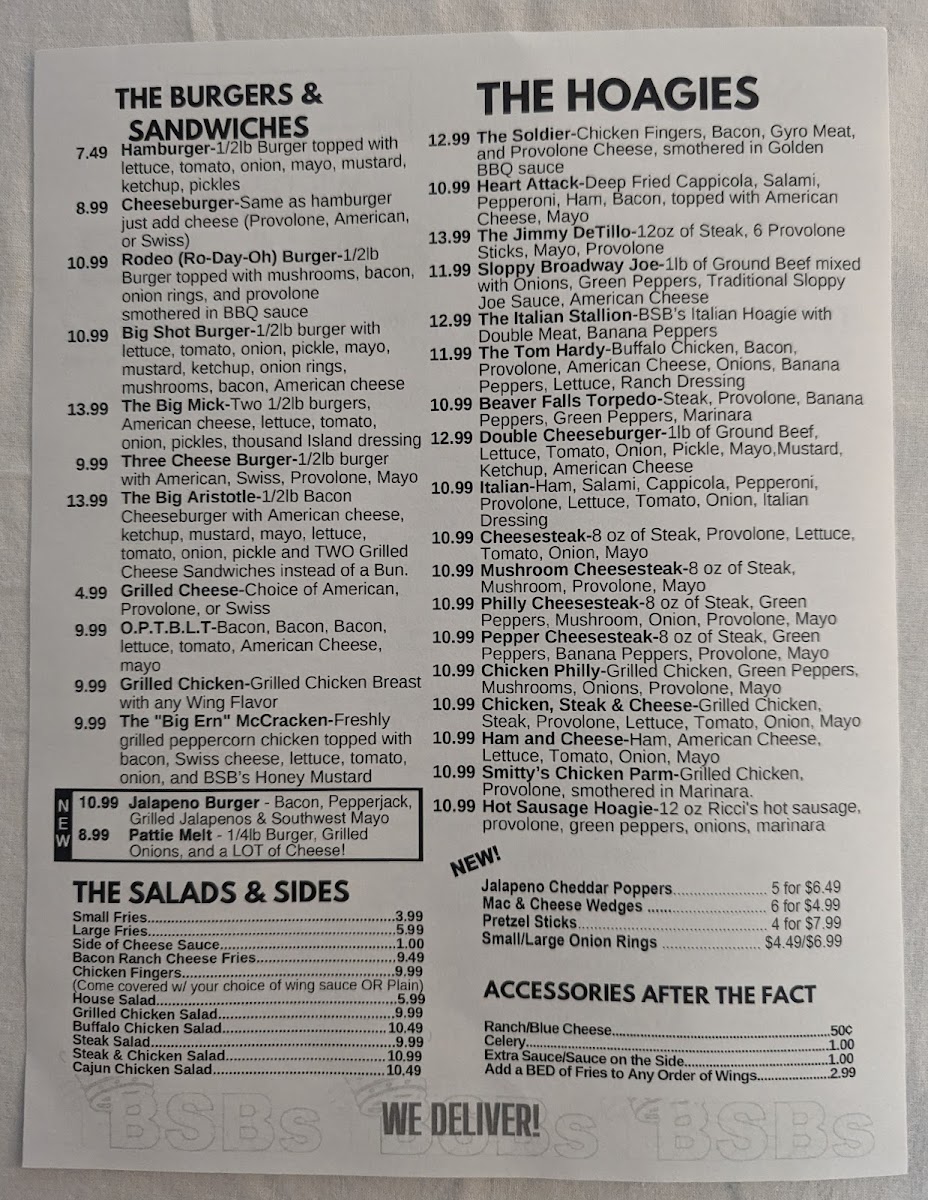 THE BURGERS &
SANDWICHES
7.49 Hamburger-1/2lb Burger topped with
lettuce, tomato, onion, mayo, mustard,
ketchup, pickles
8.99 Cheeseburger-Same as hamburger
just add cheese (Provolone, American,
or Swiss)
10.99 Rodeo (Ro-Day-Oh) Burger-1/2lb
Burger topped with mushrooms, bacon,
onion rings, and provolone
smothered in BBQ sauce
10.99 Big Shot Burger-1/2lb burger with
lettuce, tomato, onion, pickle, mayo,
mustard, ketchup, onion rings,
mushrooms, bacon, American cheese
13.99 The Big Mick-Two 1/2lb burgers,
American cheese, lettuce, tomato,
onion, pickles, thousand Island dressing
9.99 Three Cheese Burger-1/2lb burger
with American, Swiss, Provolone, Mayo
13.99 The Big Aristotle-1/2lb Bacon
Cheeseburger with American cheese,
ketchup, mustard, mayo, lettuce,
tomato, onion, pickle and TWO Grilled
Cheese Sandwiches instead of a Bun.
4.99 Grilled Cheese-Choice of American,
Provolone, or Swiss
9.99 O.P.T.B.L.T-Bacon, Bacon, Bacon,
lettuce, tomato, American Cheese,
mayo
9.99 Grilled Chicken-Grilled Chicken Breast
with any Wing Flavor
9.99 The "Big Ern" McCracken-Freshly
grilled peppercorn chicken topped with
bacon, Swiss cheese, lettuce, tomato,
onion, and BSB's Honey Mustard
NEW
10.99 Jalapeno Burger - Bacon, Pepperjack,
Grilled Jalapenos & Southwest Mayo
8.99 Pattie Melt - 1/4lb Burger, Grilled
Onions, and a LOT of Cheese!
THE SALADS & SIDES
Small Fries..........3.99
Large Fries..........5.99
Side of Cheese Sauce..........1.00
Bacon Ranch Cheese Fries..........9.49
Chicken Fingers..........9.99
(Come covered w/ your choice of wing sauce OR Plain)
House Salad..........5.99
Grilled Chicken Salad..........9.99
Buffalo Chicken Salad..........10.49
Steak Salad..........9.99
Steak & Chicken Salad..........10.99
Cajun Chicken Salad..........10.49
THE HOAGIES
12.99 The Soldier-Chicken Fingers, Bacon, Gyro Meat,
and Provolone Cheese, smothered in Golden
BBQ sauce
10.99 Heart Attack-Deep Fried Cappicola, Salami,
Pepperoni, Ham, Bacon, topped with American
Cheese, Mayo
13.99 The Jimmy DeTillo-12oz of Steak, 6 Provolone
Sticks, Mayo, Provolone
11.99 Sloppy Broadway Joe-1lb of Ground Beef mixed
with Onions, Green Peppers, Traditional Sloppy
Joe Sauce, American Cheese
12.99 The Italian Stallion-BSB's Italian Hoagie with
Double Meat, Banana Peppers
11.99 The Tom Hardy-Buffalo Chicken, Bacon,
Provolone, American Cheese, Onions, Banana
Peppers, Lettuce, Ranch Dressing
10.99 Beaver Falls Torpedo-Steak, Provolone, Banana
Peppers, Green Peppers, Marinara
12.99 Double Cheeseburger-1lb of Ground Beef,
Lettuce, Tomato, Onion, Pickle, Mayo,Mustard,
Ketchup, American Cheese
10.99 Italian-Ham, Salami, Cappicola, Pepperoni,
Provolone, Lettuce, Tomato, Onion, Italian
Dressing
10.99 Cheesesteak-8 oz of Steak, Provolone, Lettuce,
Tomato, Onion, Mayo
10.99 Mushroom Cheesesteak-8 oz of Steak,
Mushroom, Provolone, Mayo
10.99 Philly Cheesesteak-8 oz of Steak, Green
Peppers, Mushroom, Onion, Provolone, Mayo
10.99 Pepper Cheesesteak-8 oz of Steak, Green
Peppers, Banana Peppers, Provolone, Mayo
10.99 Chicken Philly-Grilled Chicken, Green Peppers,
Mushrooms, Onions, Provolone, Mayo
10.99 Chicken, Steak & Cheese-Grilled Chicken,
Steak, Provolone, Lettuce, Tomato, Onion, Mayo
10.99 Ham and Cheese-Ham, American Cheese,
Lettuce, Tomato, Onion, Mayo
10.99 Smitty's Chicken Parm-Grilled Chicken,
Provolone, smothered in Marinara.
10.99 Hot Sausage Hoagie-12 oz Ricci's hot sausage,
provolone, green peppers, onions, marinara
NEW!
Jalapeno Cheddar Poppers.......... 5 for $6.49
Mac & Cheese Wedges .......... 6 for $4.99
Pretzel Sticks.......... 4 for $7.99
Small/Large Onion Rings .......... $4.49/$6.99
ACCESSORIES AFTER THE FACT
Ranch/Blue Cheese..........50¢
Celery..........1.00
Extra Sauce/Sauce on the Side..........1.00
Add a BED of Fries to Any Order of Wings..........2.99
WE DELIVER!
BSBs BSBs BSBs